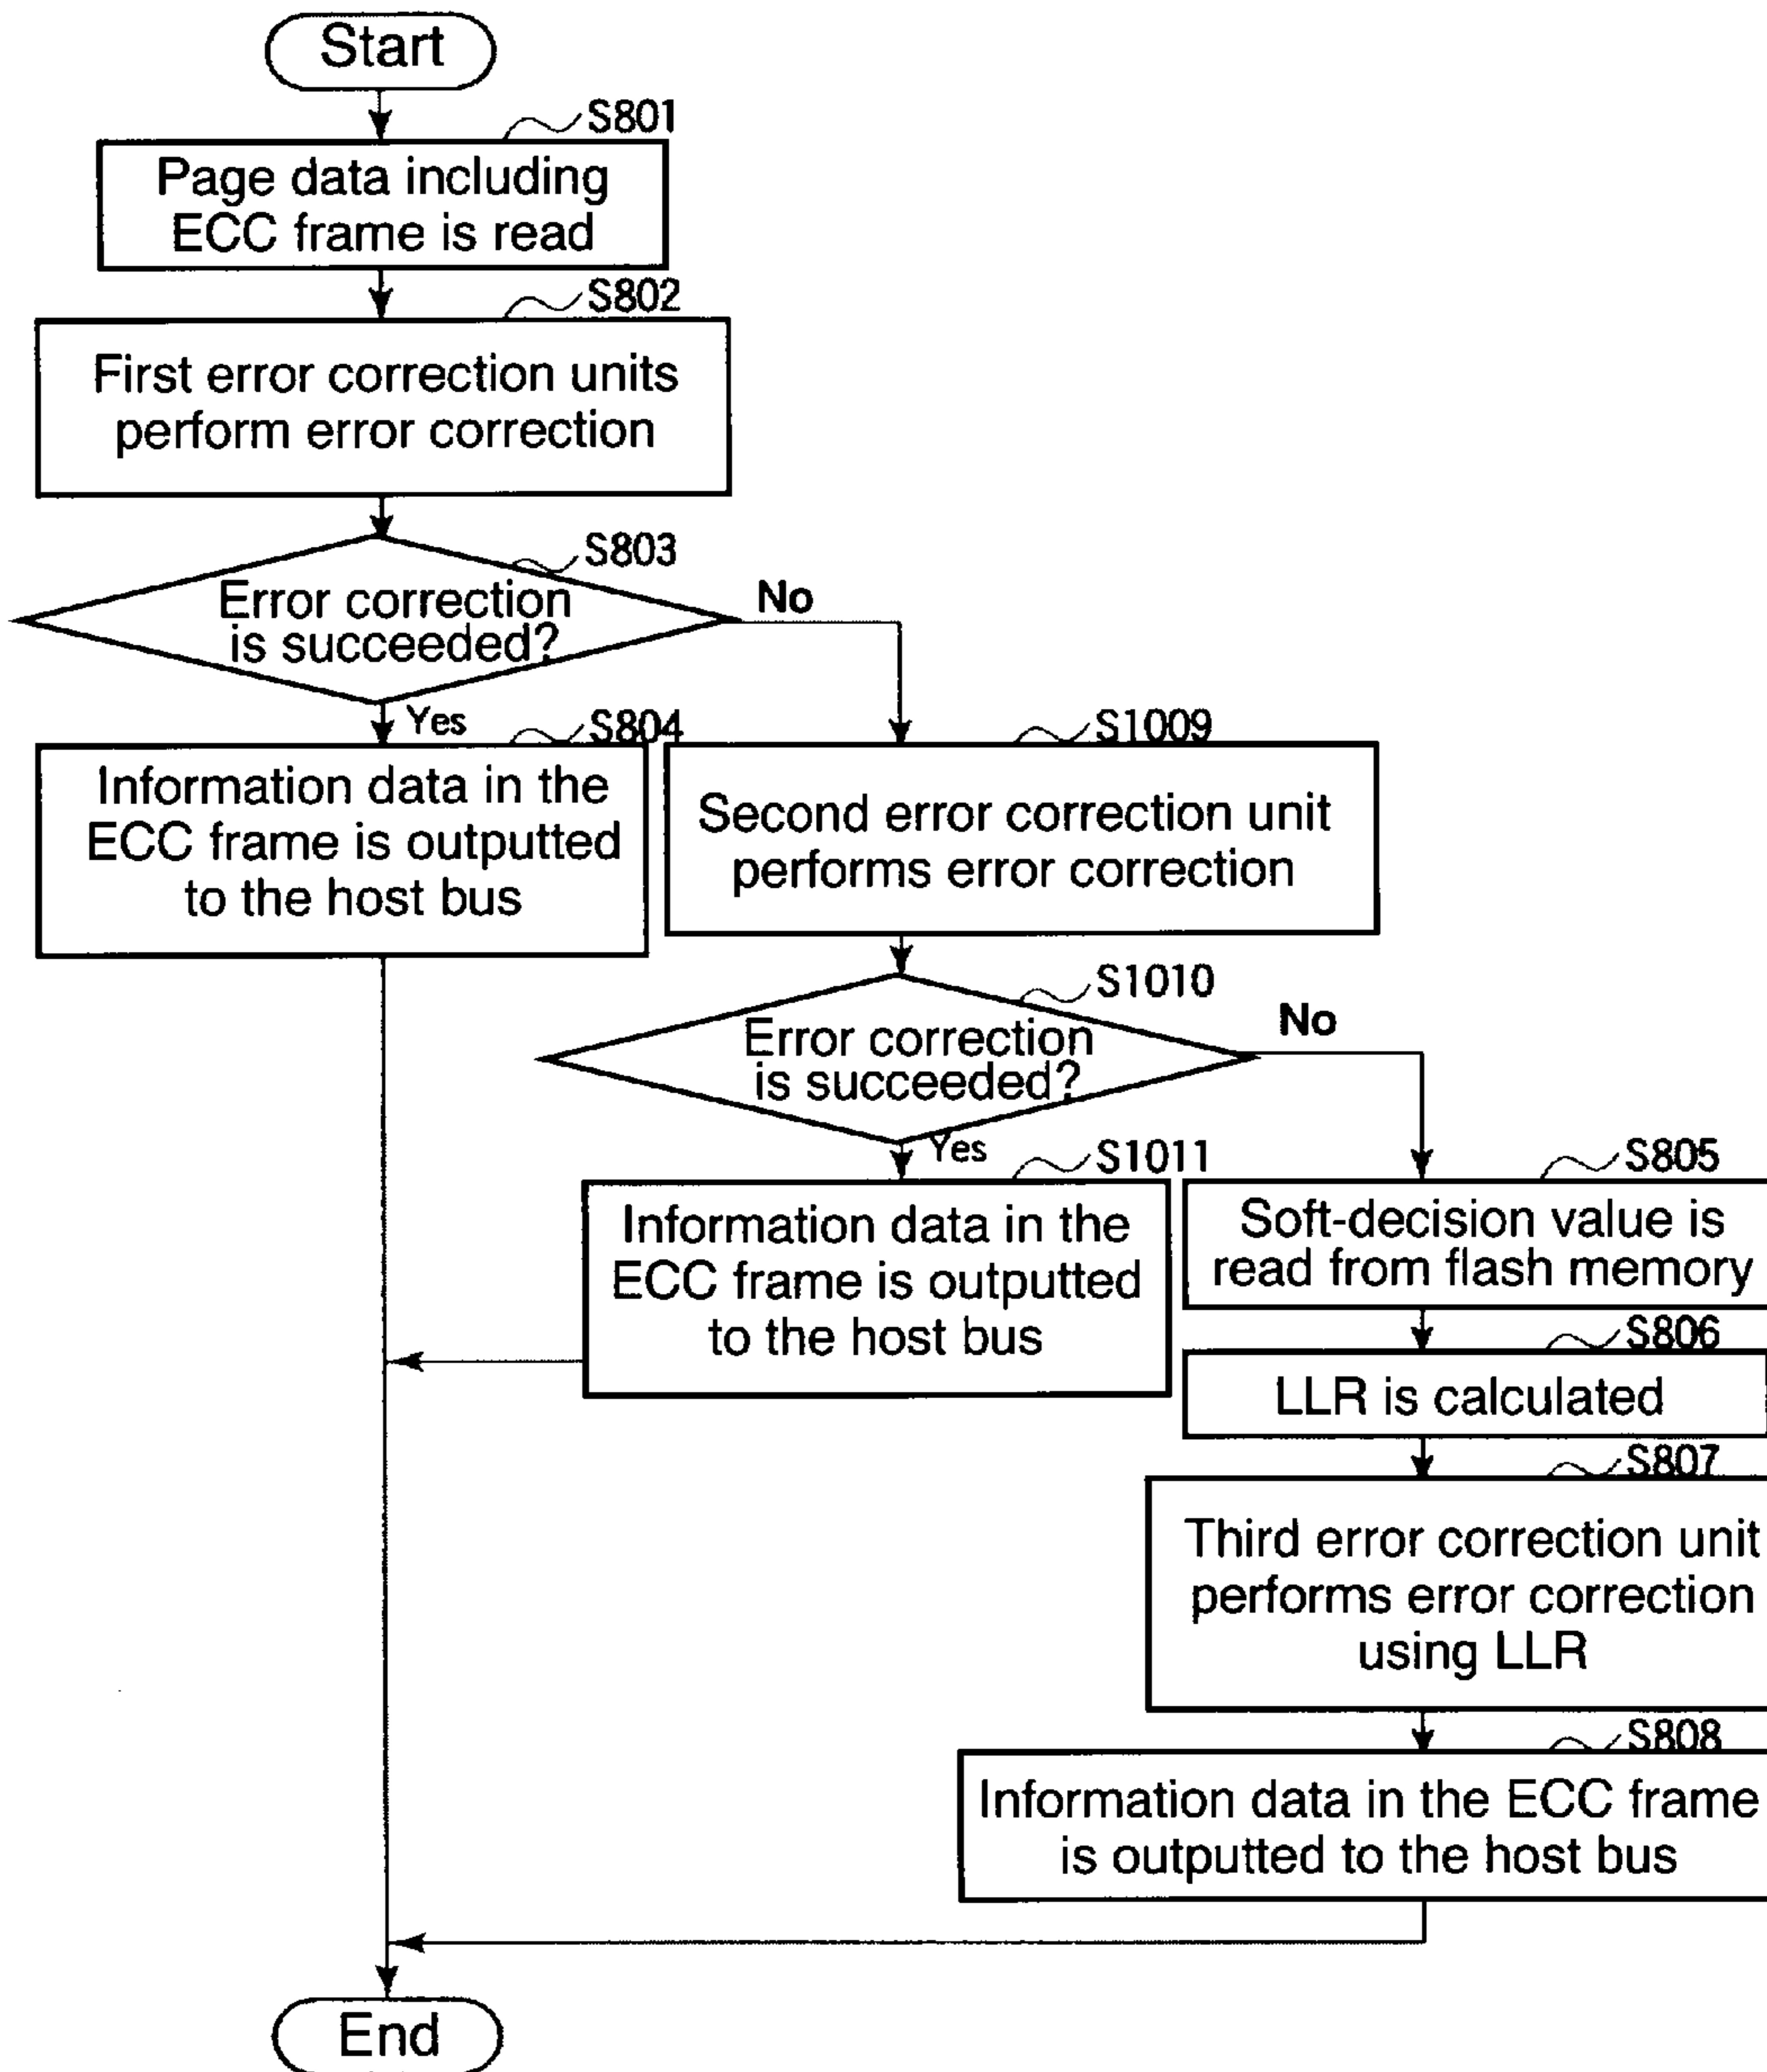 Start
S801
Page data including
ECC frame is read
S802
First error correction units
perform error correction
S803
Error correction
is succeeded?
No
Yes
S804
Information data in the
ECC frame is outputted
to the host bus
S1009
Second error correction unit
performs error correction
S1010
Error correction
is succeeded?
No
Yes
S1011
Information data in the
ECC frame is outputted
to the host bus
S805
Soft-decision value is
read from flash memory
S806
LLR is calculated
S807
Third error correction unit
performs error correction
using LLR
S808
Information data in the ECC frame
is outputted to the host bus
End